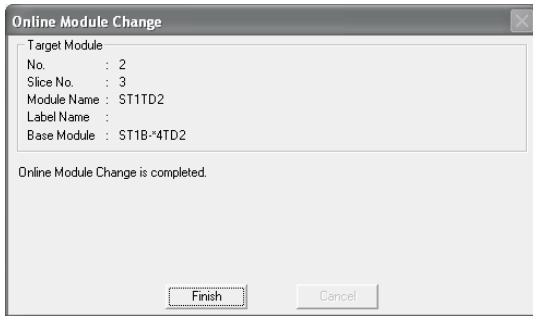 Online Module Change
Target Module
No. : 2
Slice No. : 3
Module Name : ST1TD2
Label Name :
Base Module : ST1B-*4TD2
Online Module Change is completed.
Finish Cancel